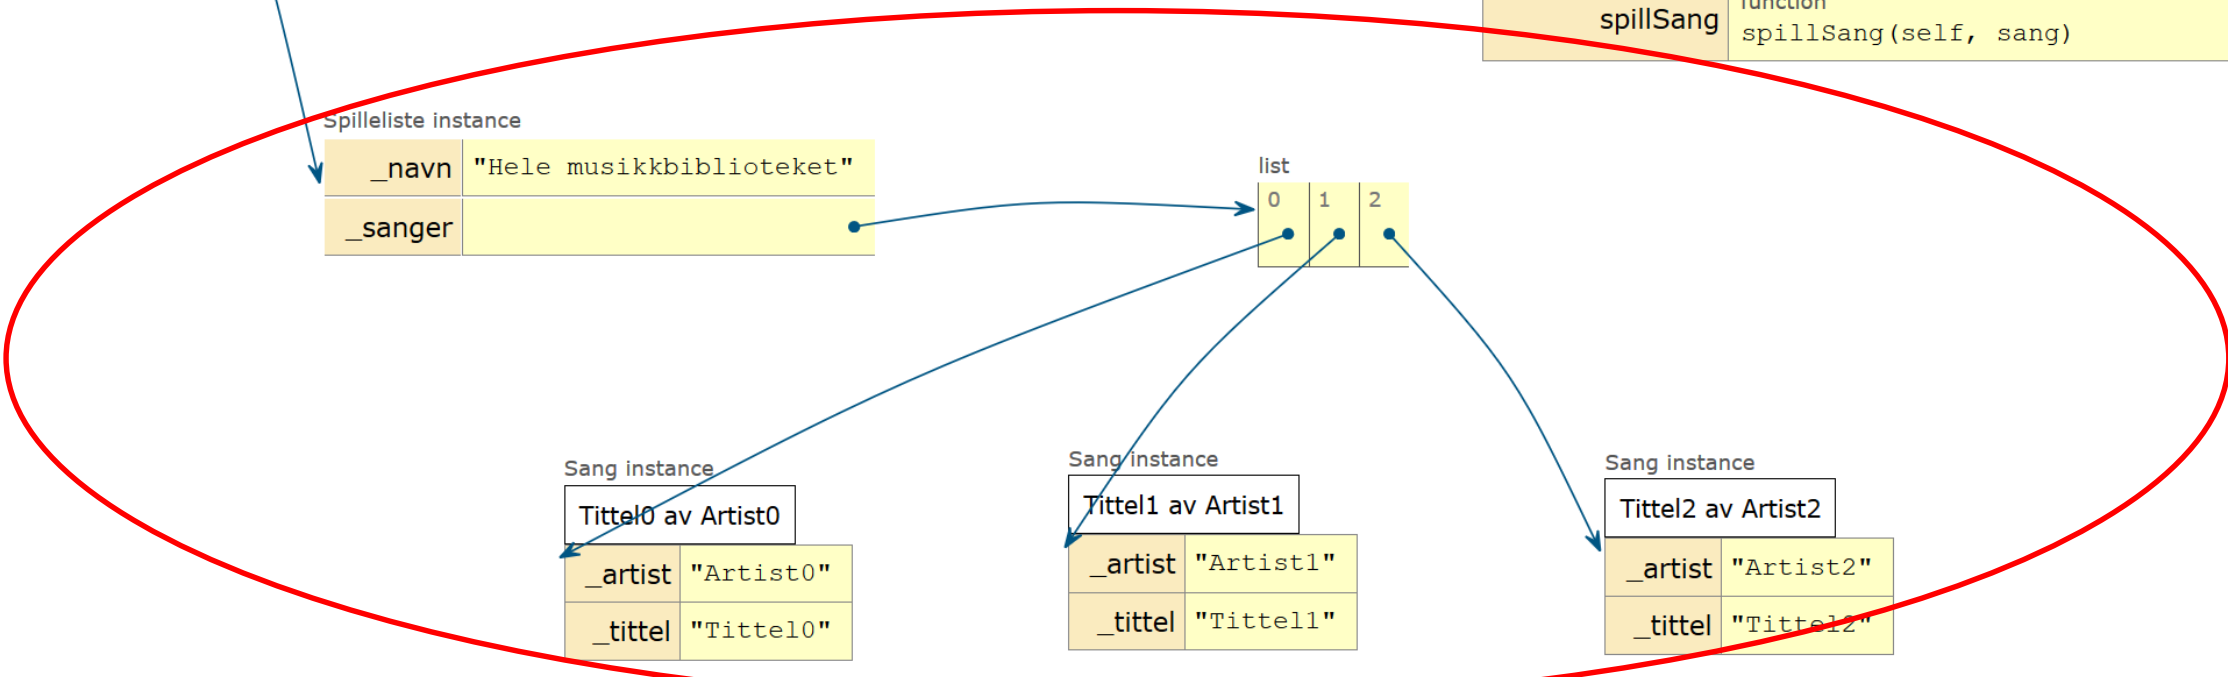 function
spillSang
spillSang(self, sang)
Spilleliste instance
_navn "Hele musikkbiblioteket"
_sanger
list
0 1 2
Sang instance
Tittel0 av Artist0
_artist "Artist0"
_tittel "Tittel0"
Sang instance
Tittel1 av Artist1
_artist "Artist1"
_tittel "Tittel1"
Sang instance
Tittel2 av Artist2
_artist "Artist2"
_tittel "Tittel2"